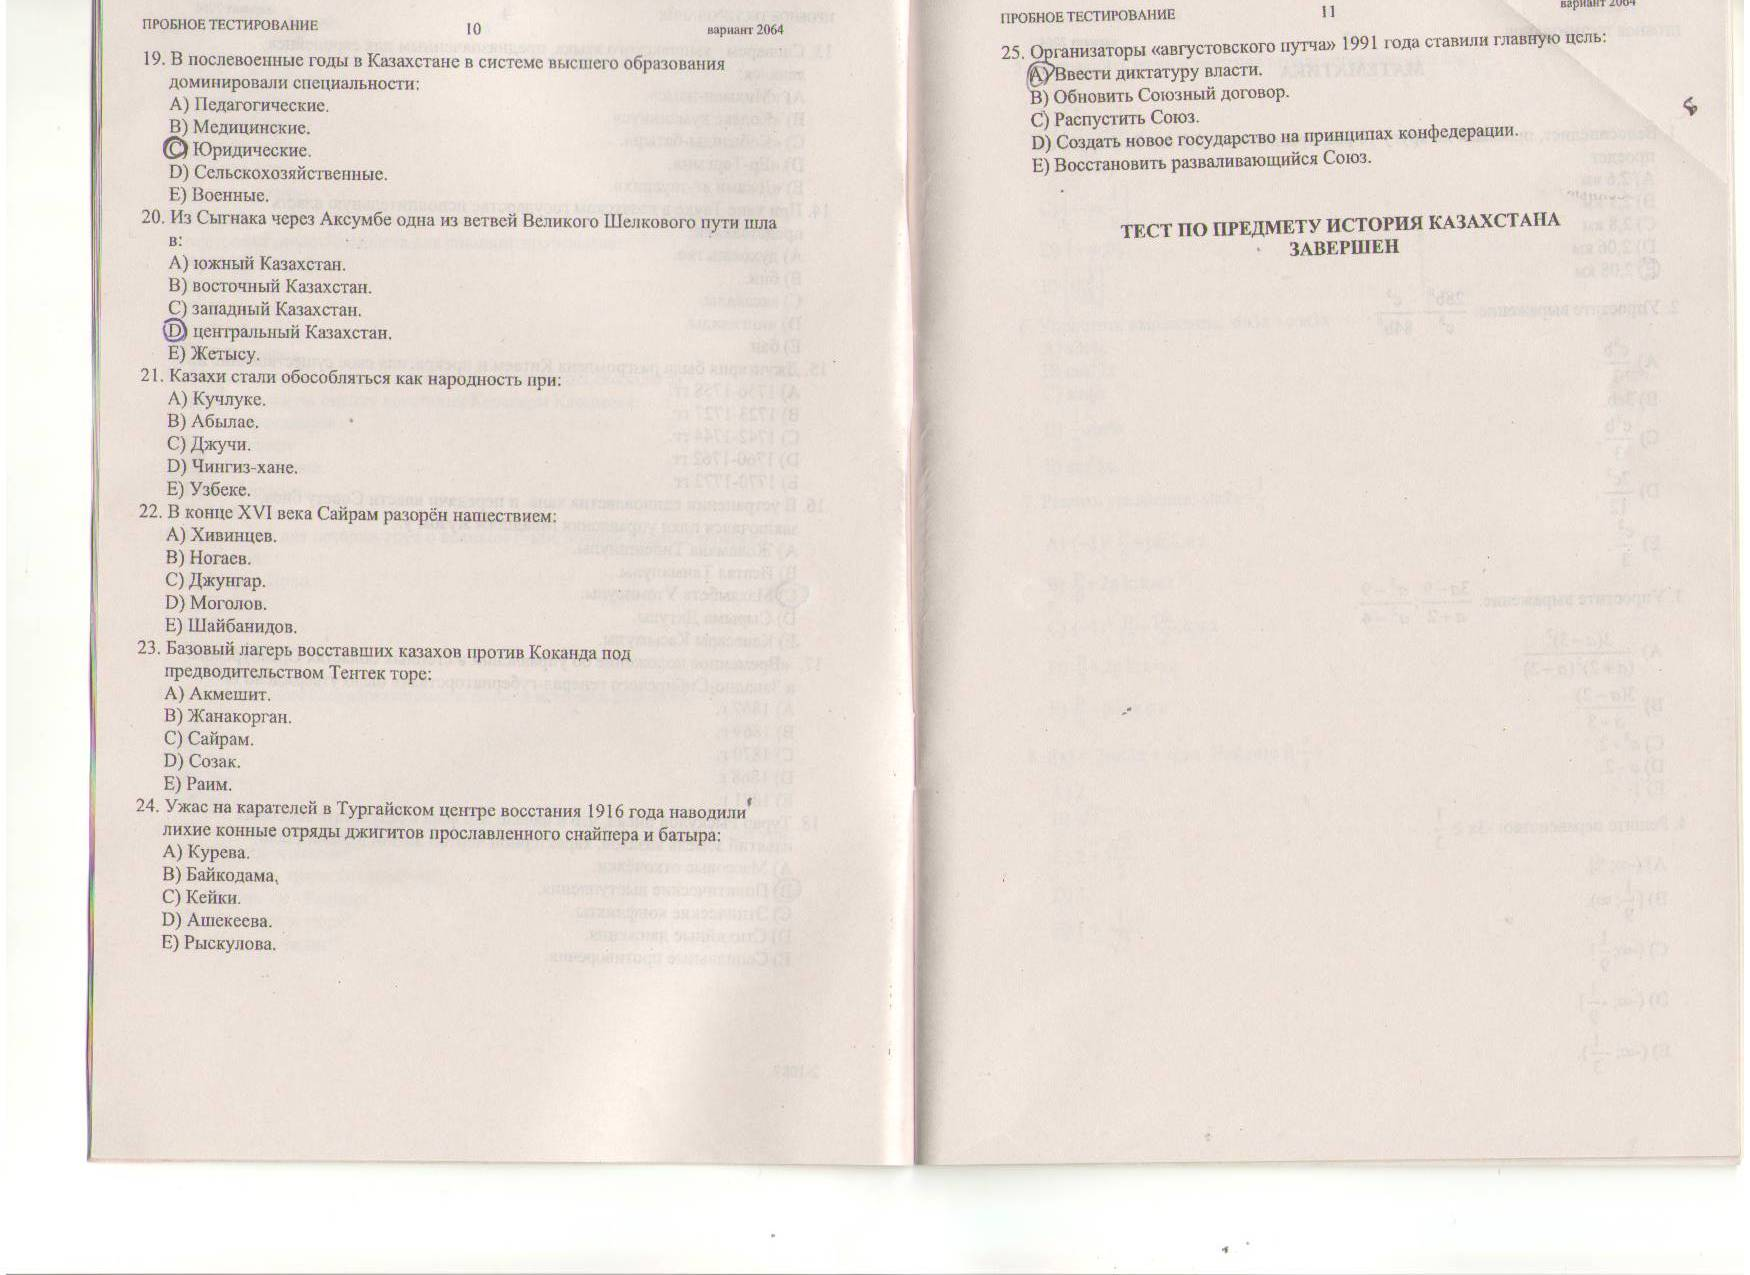 ПРОБНОЕ ТЕСТИРОВАНИЕ 10 вариант 2064
19. В послевоенные годы в Казахстане в системе высшего образования
доминировали специальности:
A) Педагогические.
B) Медицинские.
C) Юридические.
D) Сельскохозяйственные.
E) Военные.
20. Из Сыгнака через Аксумбе одна из ветвей Великого Шелкового пути шла
в:
A) южный Казахстан.
B) восточный Казахстан.
C) западный Казахстан.
D) центральный Казахстан.
E) Жетысу.
21. Казахи стали обособляться как народность при:
A) Кучлуке.
B) Абылае.
C) Джучи.
D) Чингиз-хане.
E) Узбеке.
22. В конце XVI века Сайрам разорён нашествием:
A) Хивинцев.
B) Ногаев.
C) Джунгар.
D) Моголов.
E) Шайбанидов.
23. Базовый лагерь восставших казахов против Коканда под
предводительством Тентек торе:
A) Акмешит.
B) Жанакорган.
C) Сайрам.
D) Созак.
E) Раим.
24. Ужас на карателей в Тургайском центре восстания 1916 года наводили
лихие конные отряды джигитов прославленного снайпера и батыра:
A) Курева.
B) Байкодама,
C) Кейки.
D) Ашекеева.
E) Рыскулова.
ПРОБНОЕ ТЕСТИРОВАНИЕ 11 вариант 2064
25. Организаторы «августовского путча» 1991 года ставили главную цель:
A) Ввести диктатуру власти.
B) Обновить Союзный договор.
C) Распустить Союз.
D) Создать новое государство на принципах конфедерации.
E) Восстановить разваливающийся Союз.
ТЕСТ ПО ПРЕДМЕТУ ИСТОРИЯ КАЗАХСТАНА
ЗАВЕРШЕН